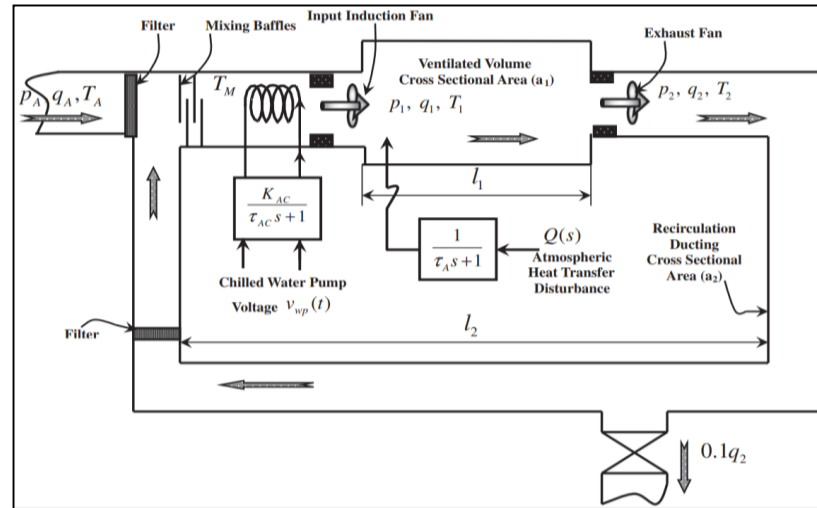 Filter
Mixing Baffles
Input Induction Fan
Exhaust Fan
Ventilated Volume
Cross Sectional Area (a₁)
p_A, q_A, T_A
T_M
p₁, q₁, T₁
p₂, q₂, T₂
l₁
K_AC
τ_AC s + 1
1
τ_A s + 1
Q(s)
Atmospheric
Heat Transfer
Disturbance
Recirculation
Ducting
Cross Sectional
Area (a₂)
Chilled Water Pump
Voltage v_wp(t)
Filter
l₂
0.1q₂